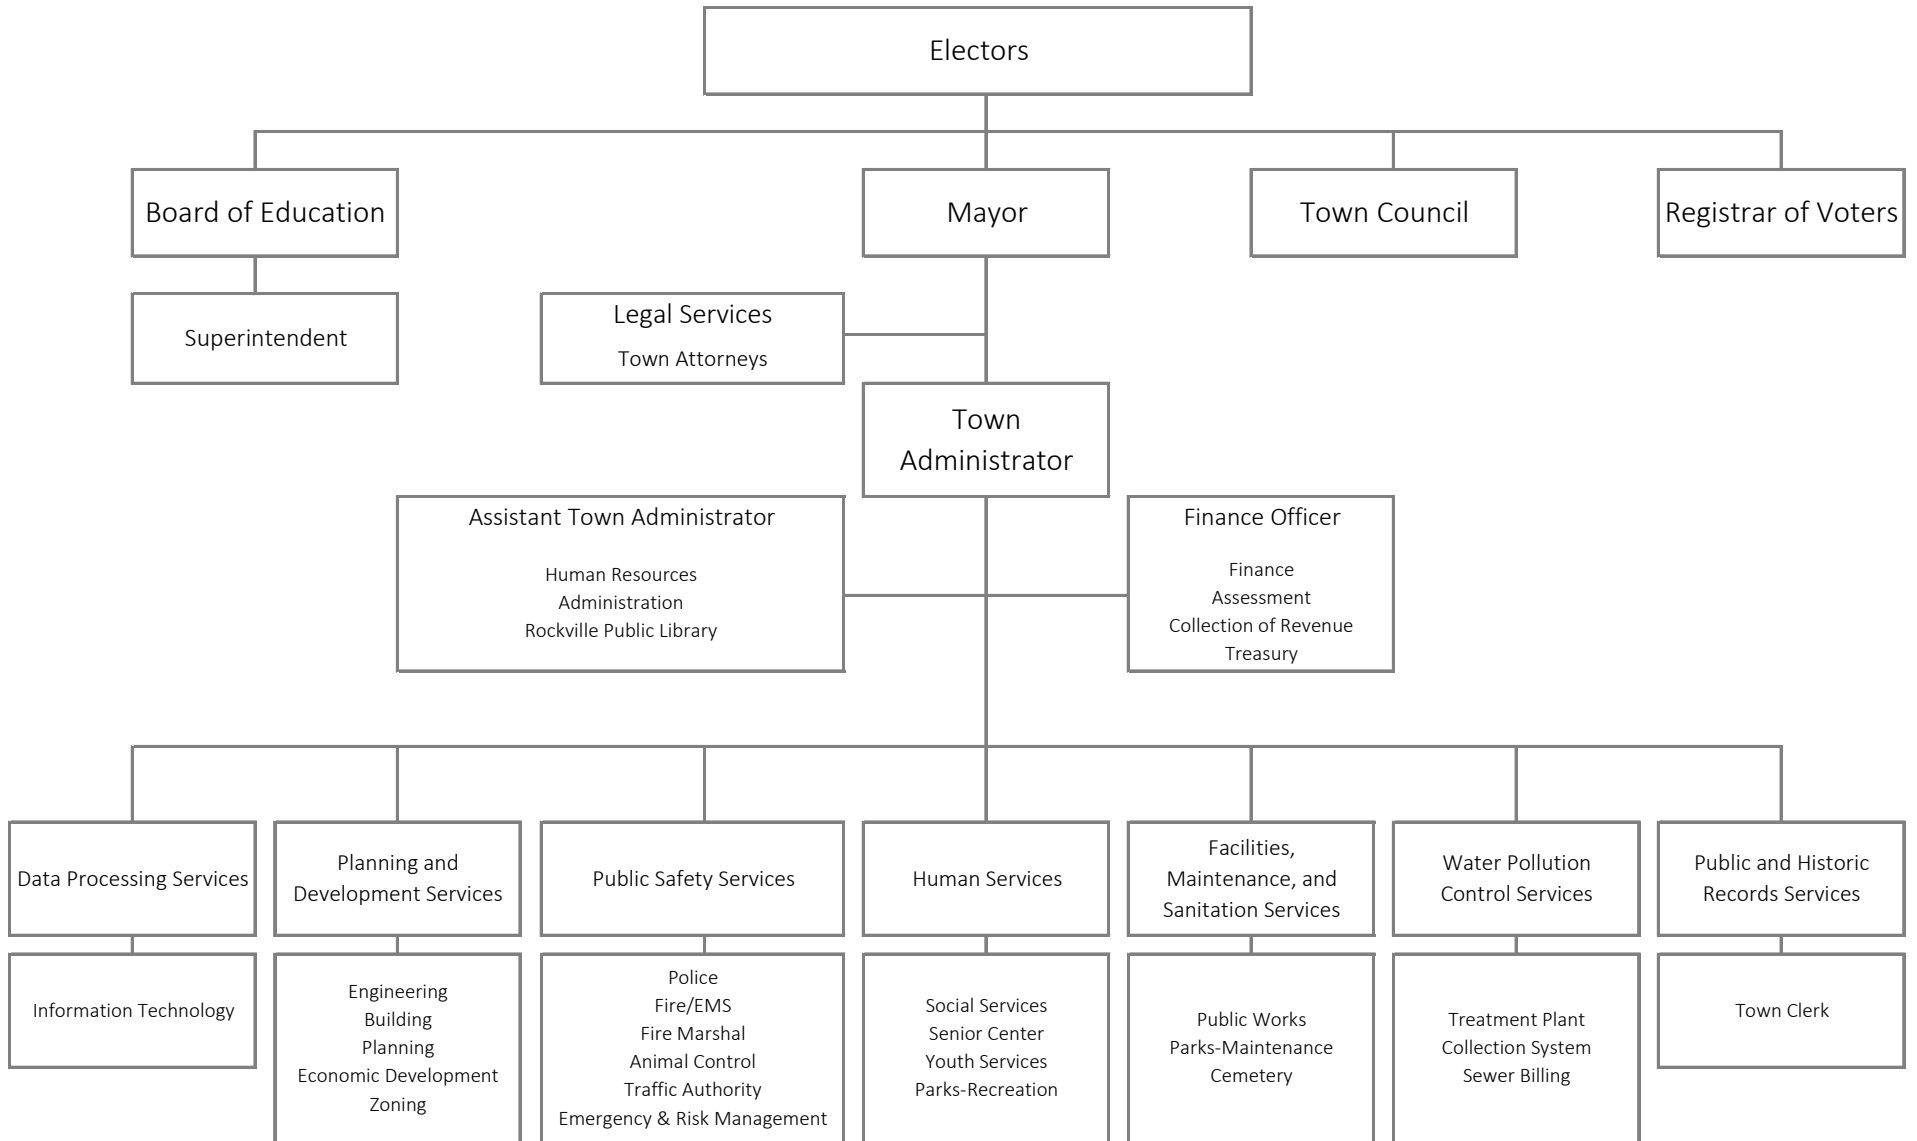 Electors
Board of Education
Mayor
Town Council
Registrar of Voters
Superintendent
Legal Services
Town Attorneys
Town
Administrator
Assistant Town Administrator
Human Resources
Administration
Rockville Public Library
Finance Officer
Finance
Assessment
Collection of Revenue
Treasury
Data Processing Services
Planning and
Development Services
Public Safety Services
Human Services
Facilities,
Maintenance, and
Sanitation Services
Water Pollution
Control Services
Public and Historic
Records Services
Information Technology
Engineering
Building
Planning
Economic Development
Zoning
Police
Fire/EMS
Fire Marshal
Animal Control
Traffic Authority
Emergency & Risk Management
Social Services
Senior Center
Youth Services
Parks-Recreation
Public Works
Parks-Maintenance
Cemetery
Treatment Plant
Collection System
Sewer Billing
Town Clerk